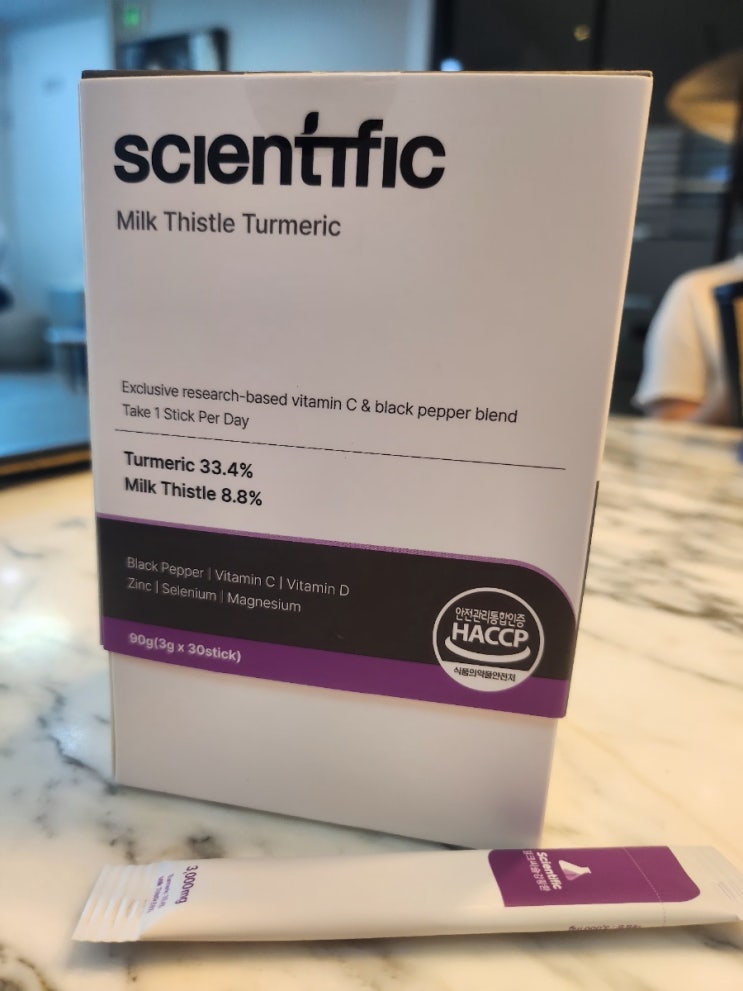 scientific
Milk Thistle Turmeric
Exclusive research-based vitamin C & black pepper blend
Take 1 Stick Per Day
Turmeric 33.4%
Milk Thistle 8.8%
Black Pepper | Vitamin C | Vitamin D
Zinc | Selenium | Magnesium
90g(3g x 30stick)
안전관리통합인증
HACCP
식품의약품안전처
3,000mg
Scientific